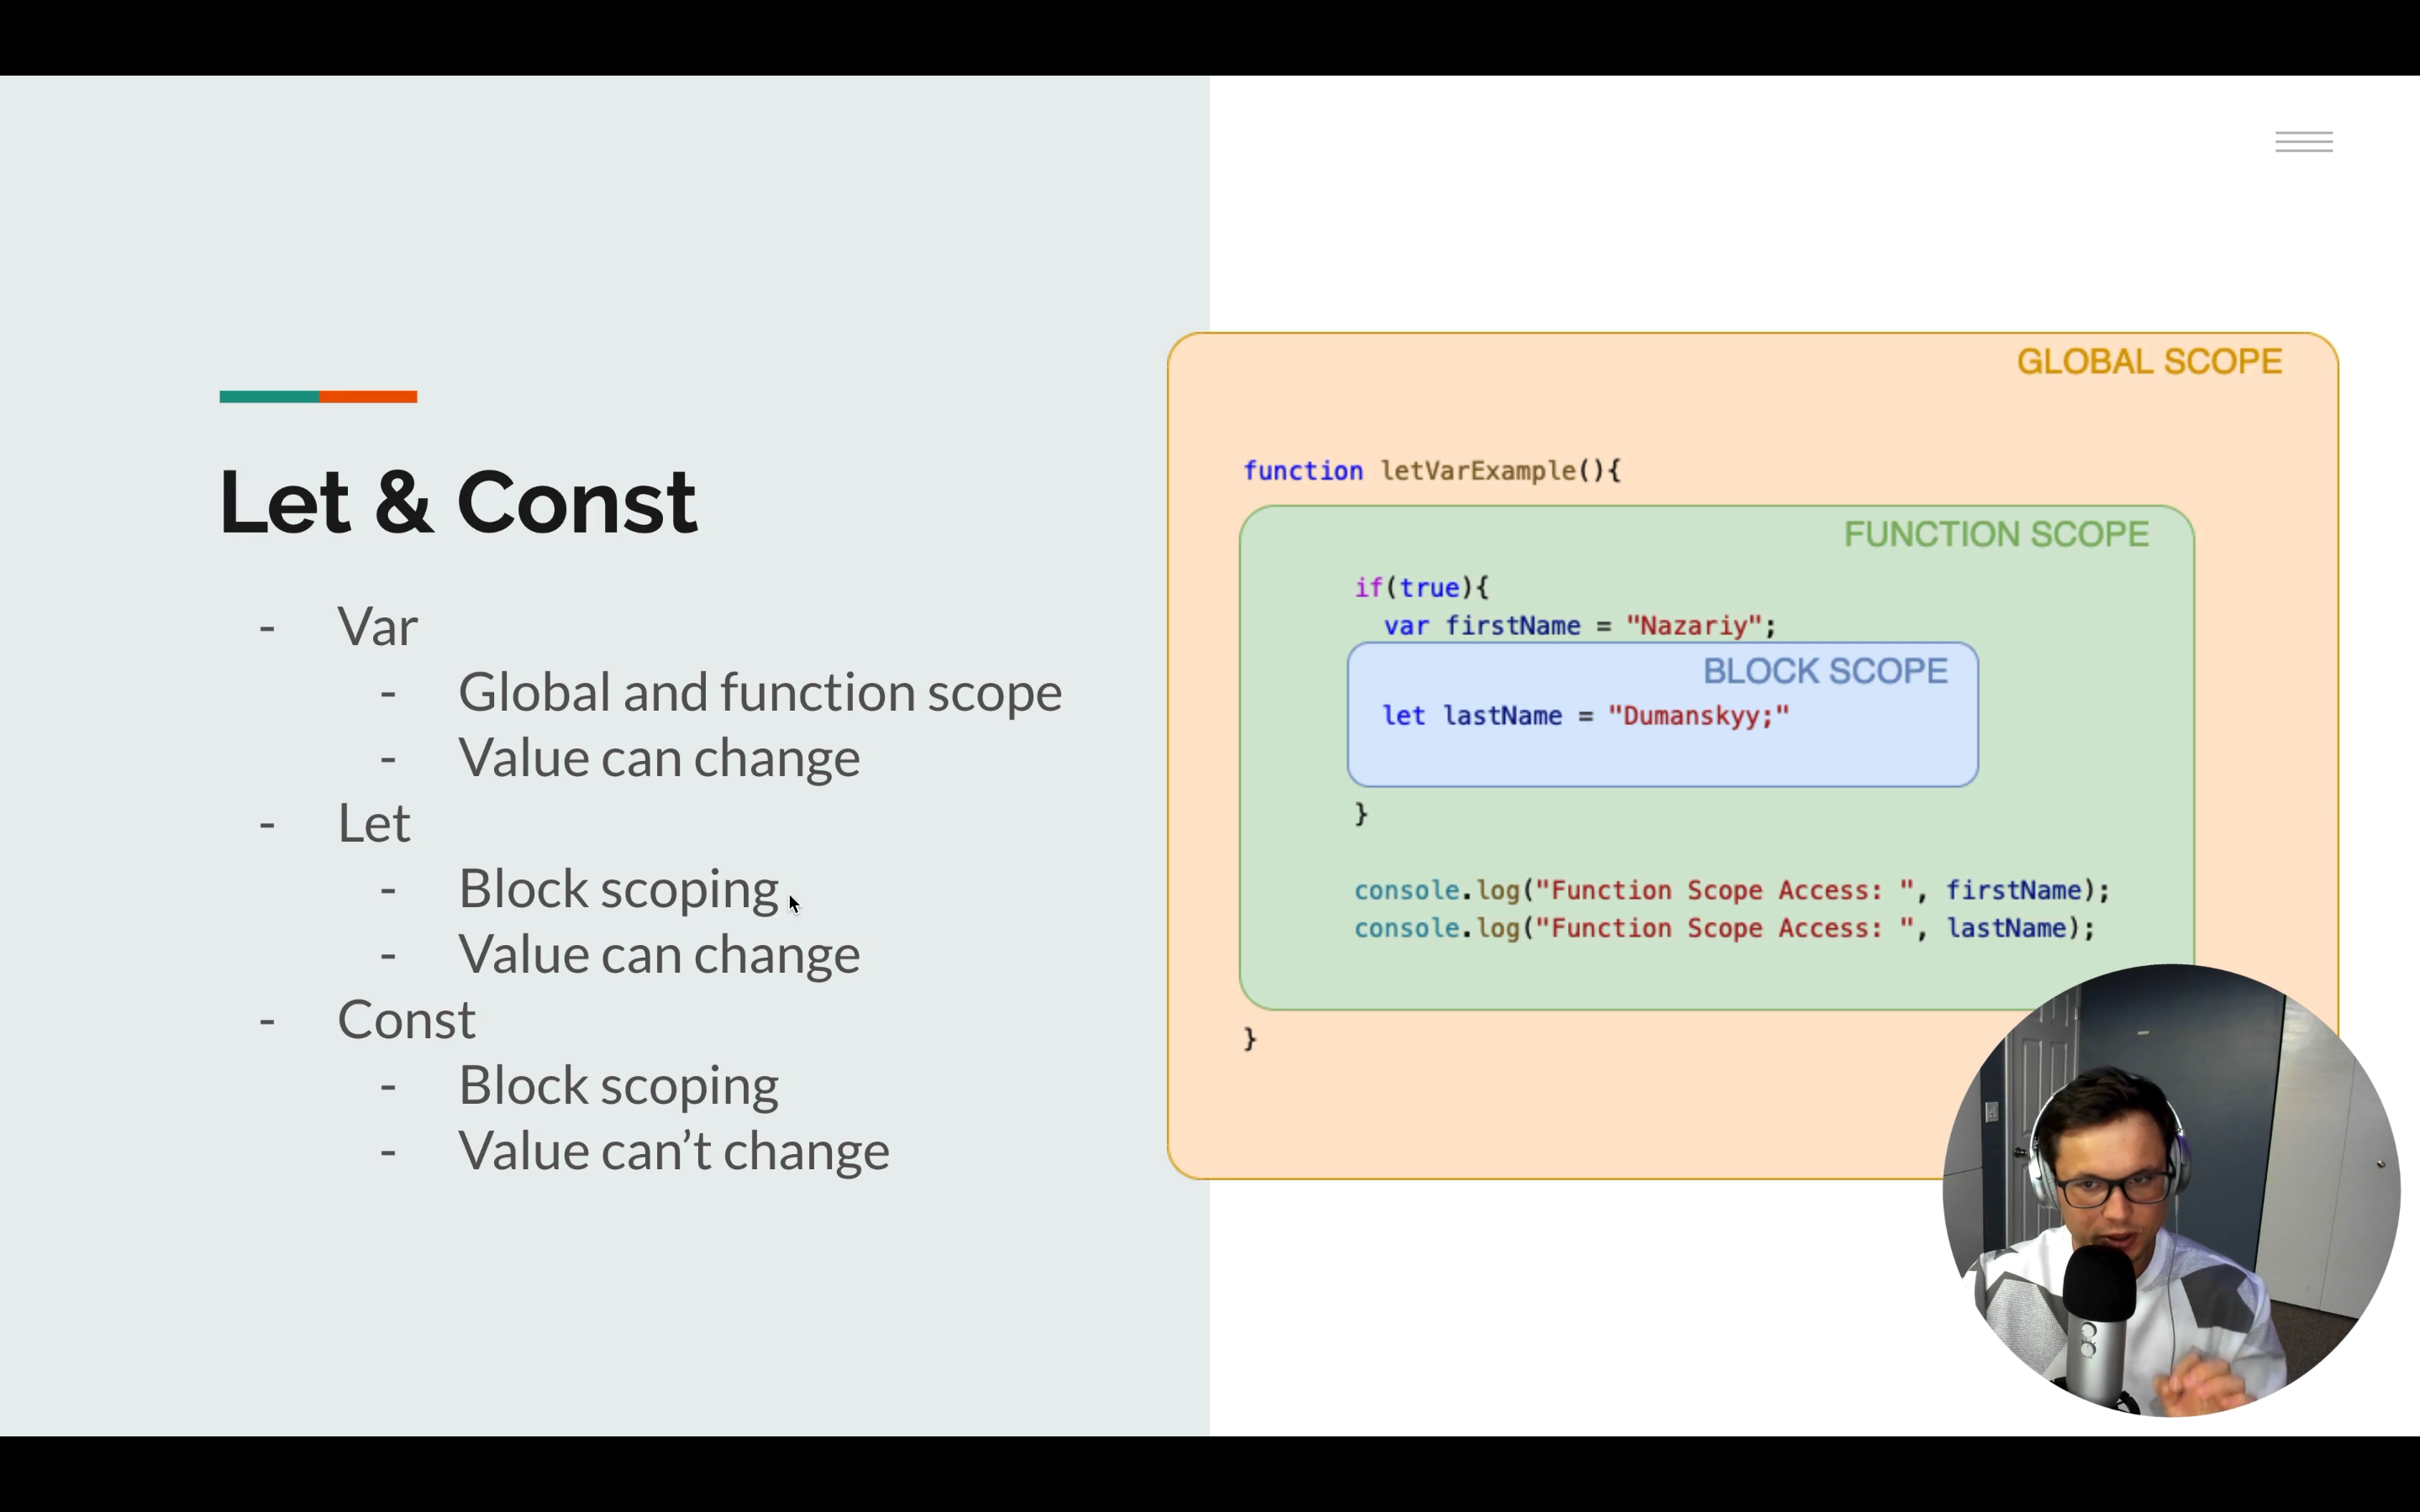 Let & Const
- Var
- Global and function scope
- Value can change
- Let
- Block scoping
- Value can change
- Const
- Block scoping
- Value can't change
GLOBAL SCOPE
function letVarExample(){
FUNCTION SCOPE
if(true){
var firstName = "Nazariy";
BLOCK SCOPE
let lastName = "Dumanskyy;"
}
console.log("Function Scope Access: ", firstName);
console.log("Function Scope Access: ", lastName);
}